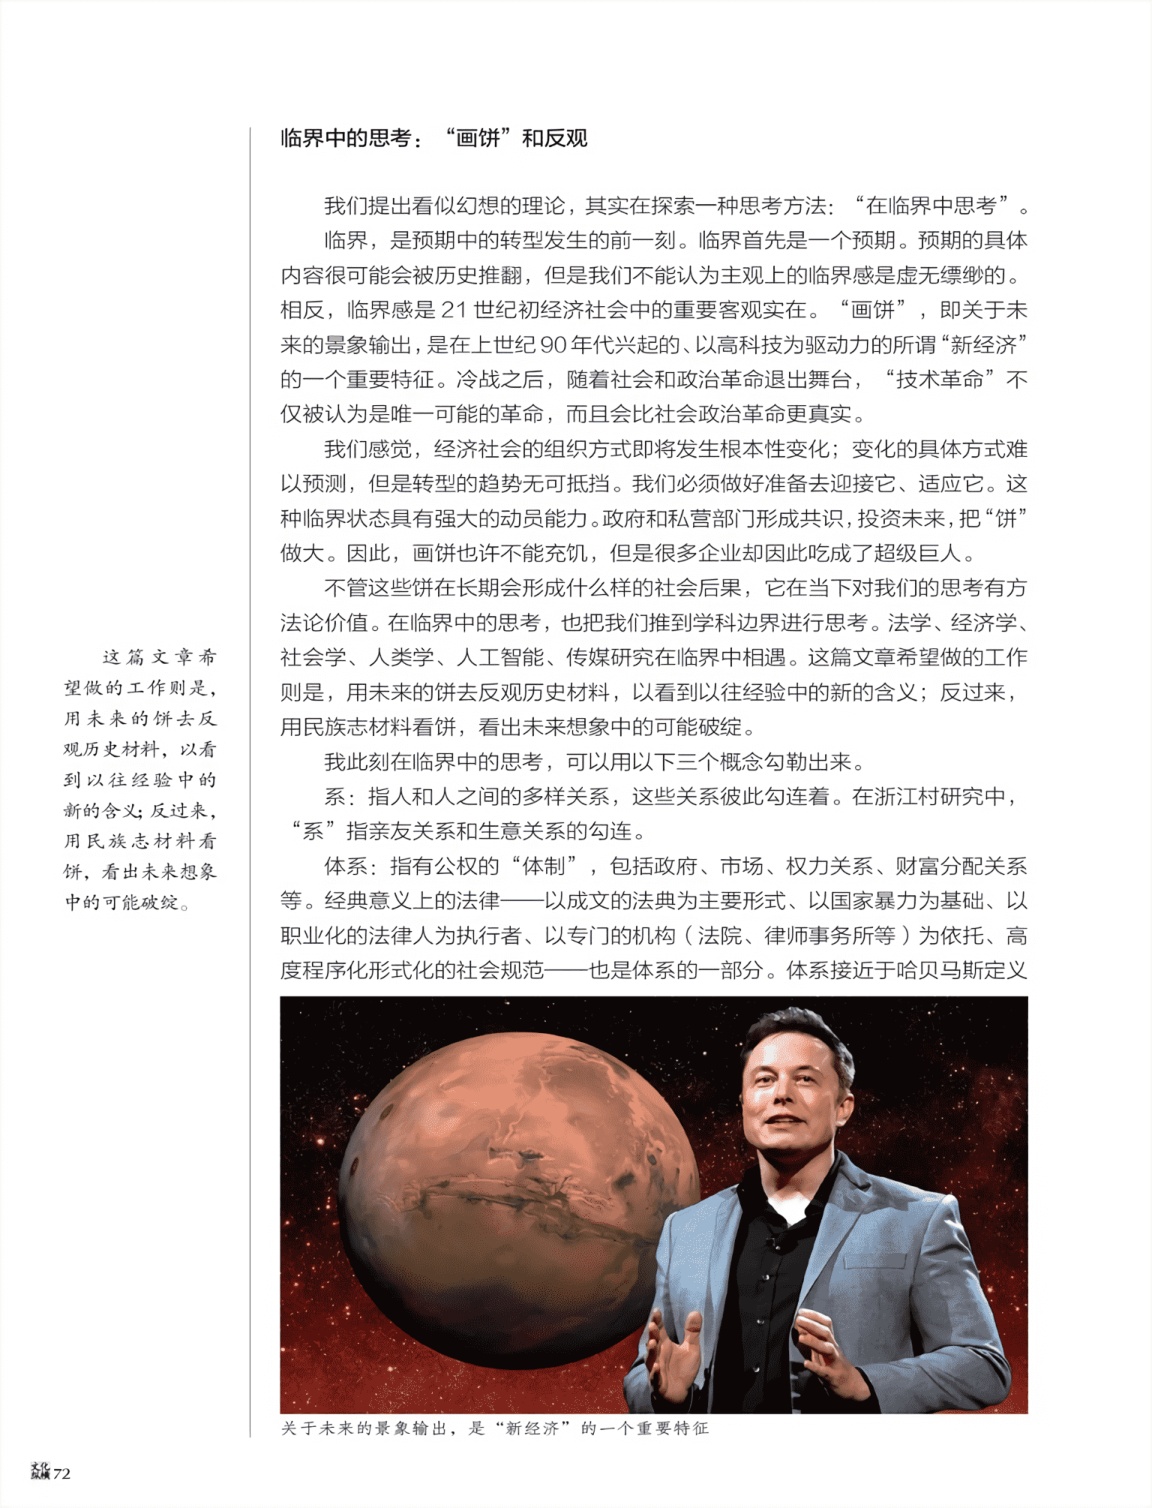 临界中的思考：“画饼”和反观
我们提出看似幻想的理论，其实在探索一种思考方法：“在临界中思考”。
临界，是预期中的转型发生的前一刻。临界首先是一个预期。预期的具体
内容很可能会被历史推翻，但是我们不能认为主观上的临界感是虚无缥缈的。
相反，临界感是 21 世纪初经济社会中的重要客观实在。“画饼”，即关于未
来的景象输出，是在上世纪 90 年代兴起的、以高科技为驱动力的所谓“新经济”
的一个重要特征。冷战之后，随着社会和政治革命退出舞台，“技术革命”不
仅被认为是唯一可能的革命，而且会比社会政治革命更真实。
我们感觉，经济社会的组织方式即将发生根本性变化；变化的具体方式难
以预测，但是转型的趋势无可抵挡。我们必须做好准备去迎接它、适应它。这
种临界状态具有强大的动员能力。政府和私营部门形成共识，投资未来，把“饼”
做大。因此，画饼也许不能充饥，但是很多企业却因此吃成了超级巨人。
不管这些饼在长期会形成什么样的社会后果，它在当下对我们的思考有方
法论价值。在临界中的思考，也把我们推到学科边界进行思考。法学、经济学、
社会学、人类学、人工智能、传媒研究在临界中相遇。这篇文章希望做的工作
则是，用未来的饼去反观历史材料，以看到以往经验中的新的含义；反过来，
用民族志材料看饼，看出未来想象中的可能破绽。
我此刻在临界中的思考，可以用以下三个概念勾勒出来。
系：指人和人之间的多样关系，这些关系彼此勾连着。在浙江村研究中，
“系”指亲友关系和生意关系的勾连。
体系：指有公权的“体制”，包括政府、市场、权力关系、财富分配关系
等。经典意义上的法律——以成文的法典为主要形式、以国家暴力为基础、以
职业化的法律人为执行者、以专门的机构（法院、律师事务所等）为依托、高
度程序化形式化的社会规范——也是体系的一部分。体系接近于哈贝马斯定义
这篇文章希
望做的工作则是，
用未来的饼去反
观历史材料，以看
到以往经验中的
新的含义；反过来，
用民族志材料看
饼，看出未来想象
中的可能破绽。
关于未来的景象输出，是“新经济”的一个重要特征
文化
纵横 72